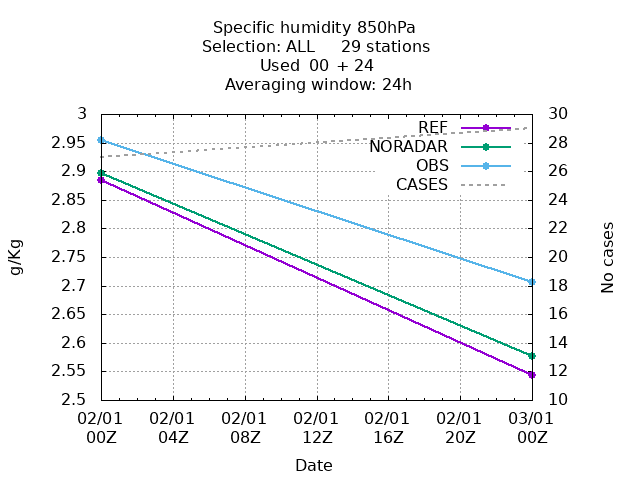 Specific humidity 850hPa
Selection: ALL 29 stations
Used 00 + 24
Averaging window: 24h
3
2.95
2.9
2.85
2.8
2.75
2.7
2.65
2.6
2.55
2.5
g/Kg
30
28
26
24
22
20
18
16
14
12
10
No cases
REF
NORADAR
OBS
CASES
02/01 02/01 02/01 02/01 02/01 02/01 03/01
00Z 04Z 08Z 12Z 16Z 20Z 00Z
Date